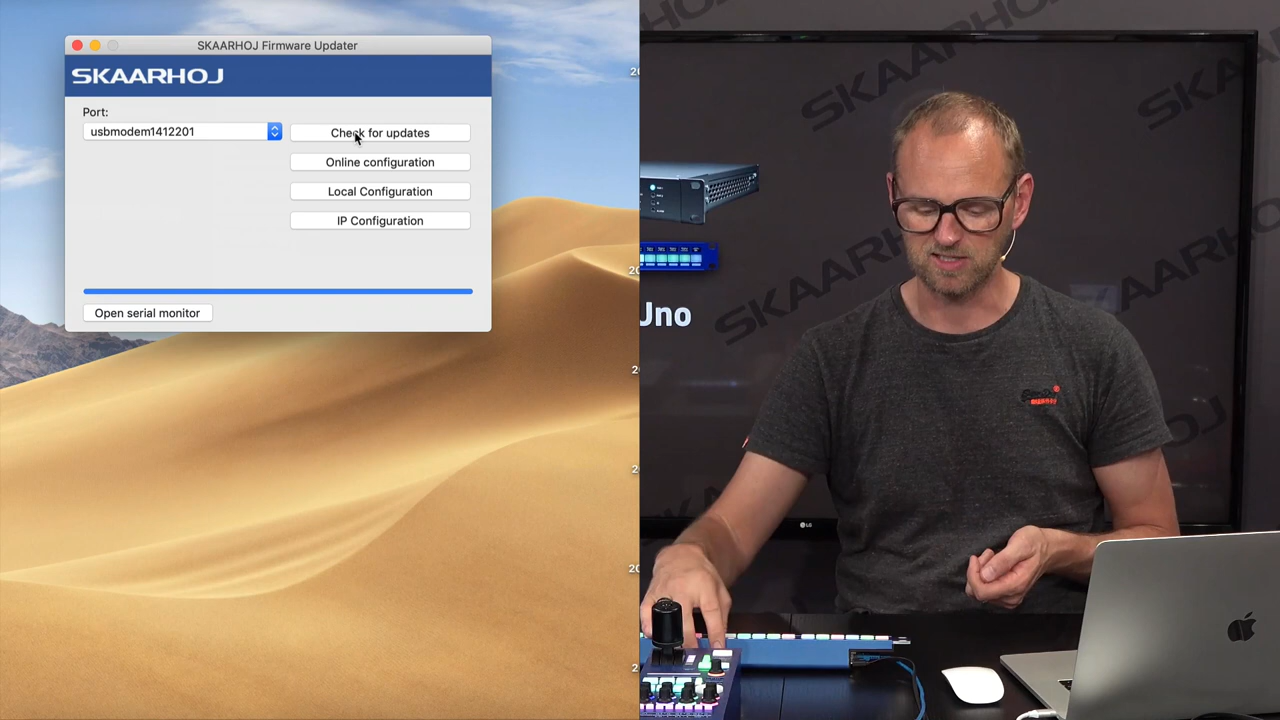 SKAARHOJ Firmware Updater
SKAARHOJ
Port:
usbmodem1412201
Check for updates
Online configuration
Local Configuration
IP Configuration
Open serial monitor
SKAARHOJ
SKAARHOJ
SKAARHOJ
Uno
LG